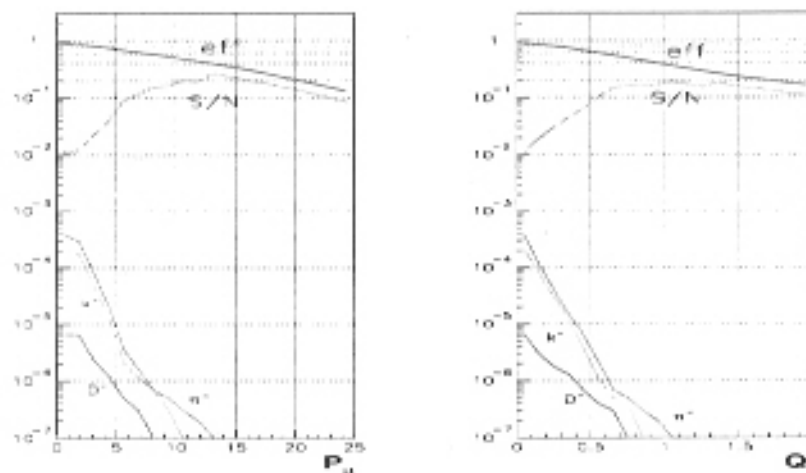 1
10⁻¹
10⁻²
10⁻³
10⁻⁴
10⁻⁵
10⁻⁶
10⁻⁷
eff
S/N
D⁻
π⁻
0 5 10 15 20 25
1
10⁻¹
10⁻²
10⁻³
10⁻⁴
10⁻⁵
10⁻⁶
10⁻⁷
eff
S/N
k⁻
D⁻
π⁻
0 0.5 1.0 1.5
Q